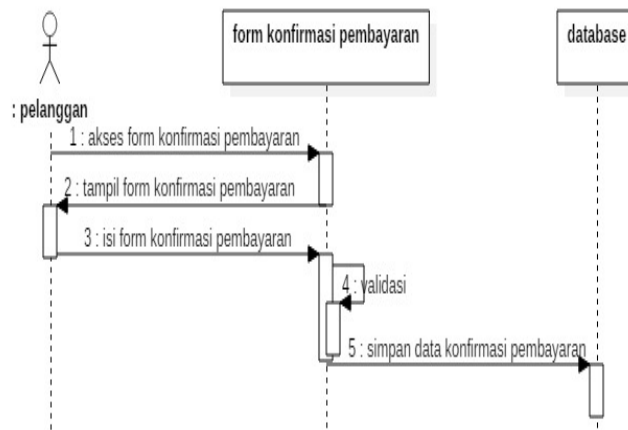 form konfirmasi pembayaran
database
: pelanggan
1 : akses form konfirmasi pembayaran
2 : tampil form konfirmasi pembayaran
3 : isi form konfirmasi pembayaran
4 : validasi
5 : simpan data konfirmasi pembayaran